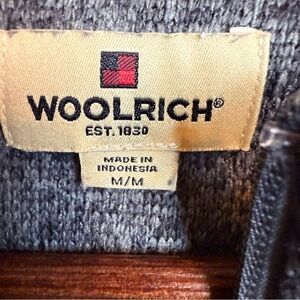 WOOLRICH®
EST. 1830
MADE IN
INDONESIA
M/M